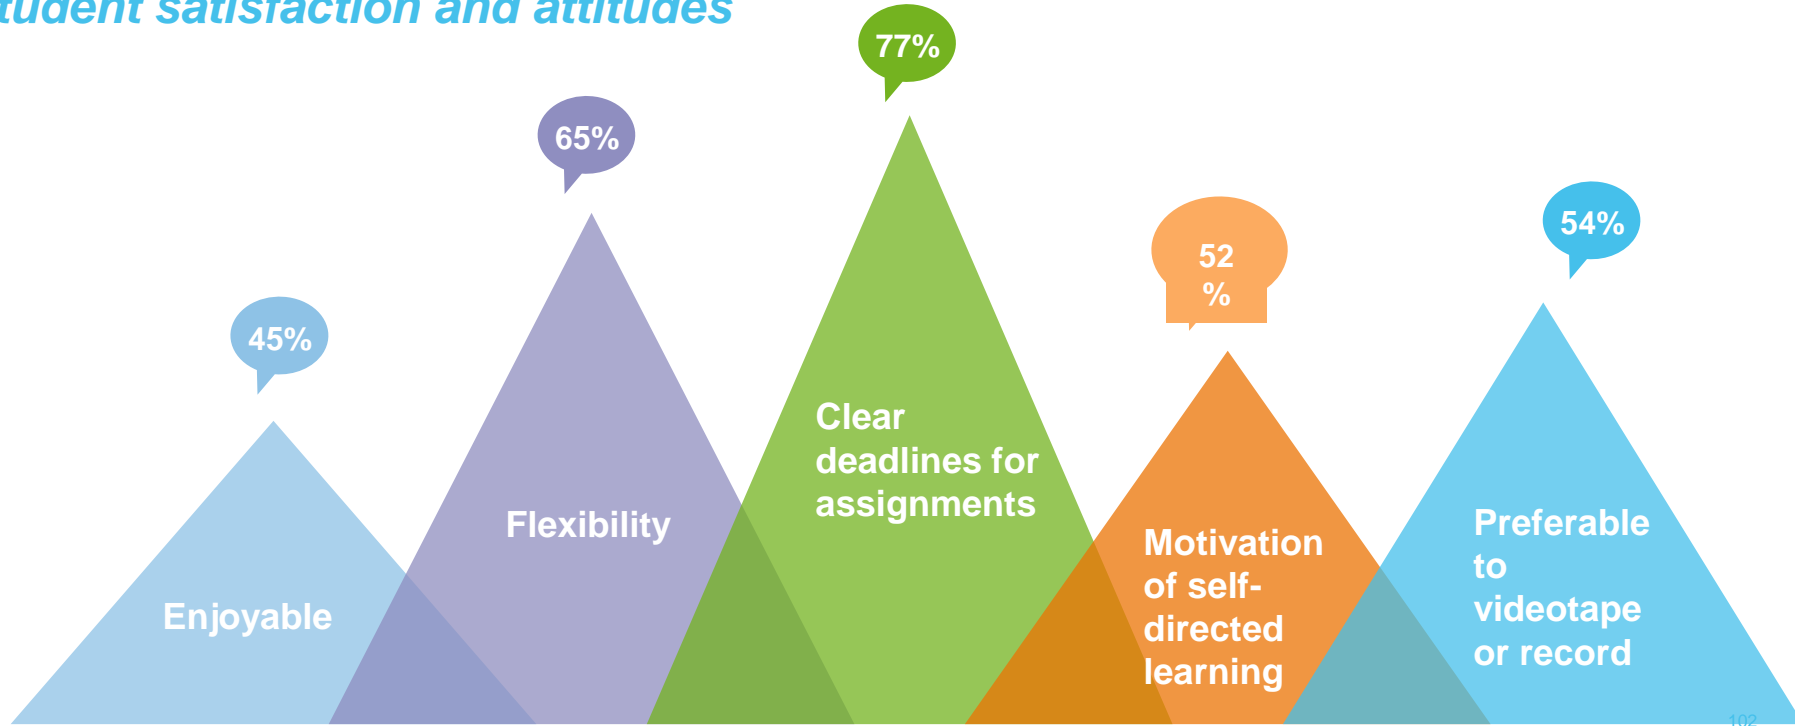 tudent satisfaction and attitudes
77%
65%
52
%
54%
45%
Clear
deadlines for
assignments
Flexibility
Motivation
of self-
directed
learning
Preferable
to
videotape
or record
Enjoyable
102